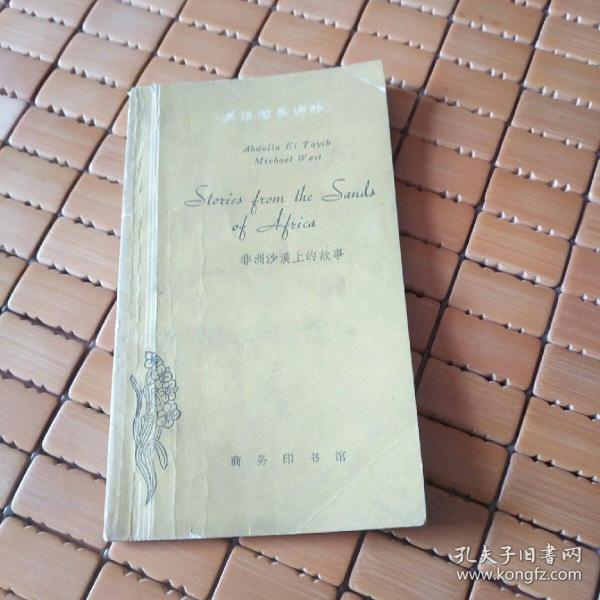 英语简易读物
Abdulla El Tayib
Michael West
Stories from the Sands
of Africa
非洲沙漠上的故事
商务印书馆
孔夫子旧书网
www.kongfz.com